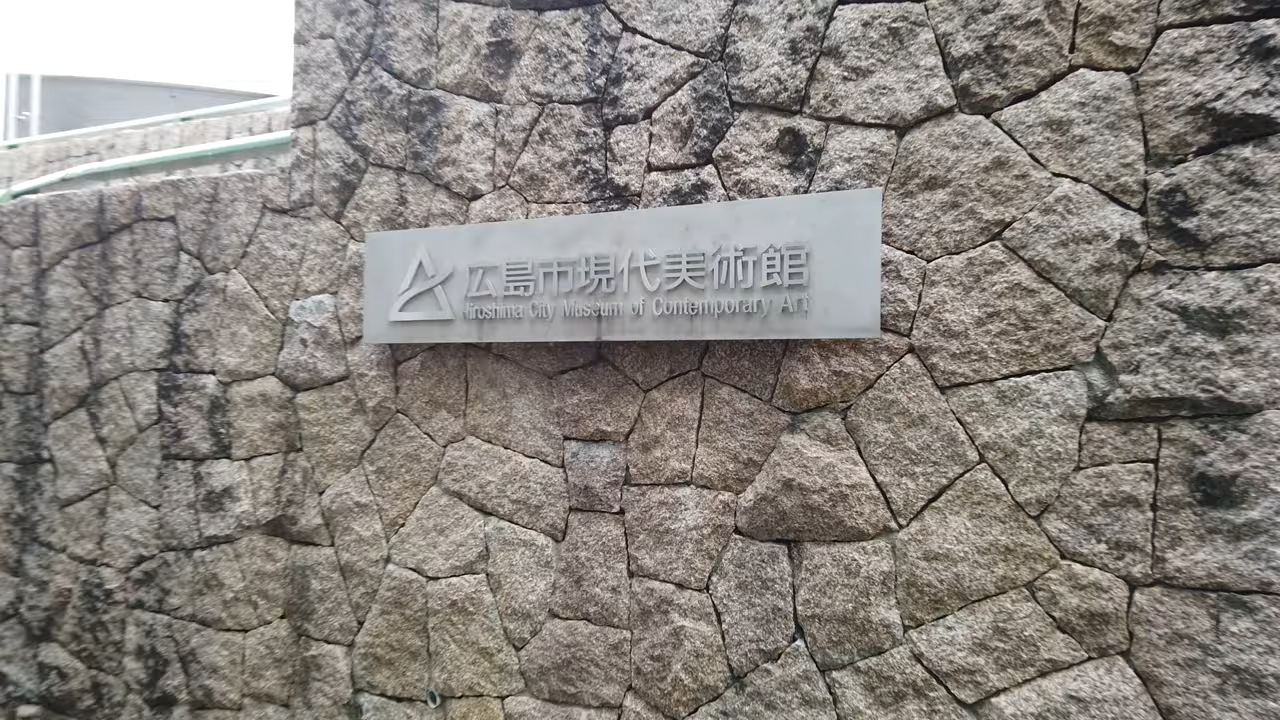 広島市現代美術館
Hiroshima City Museum of Contemporary Art